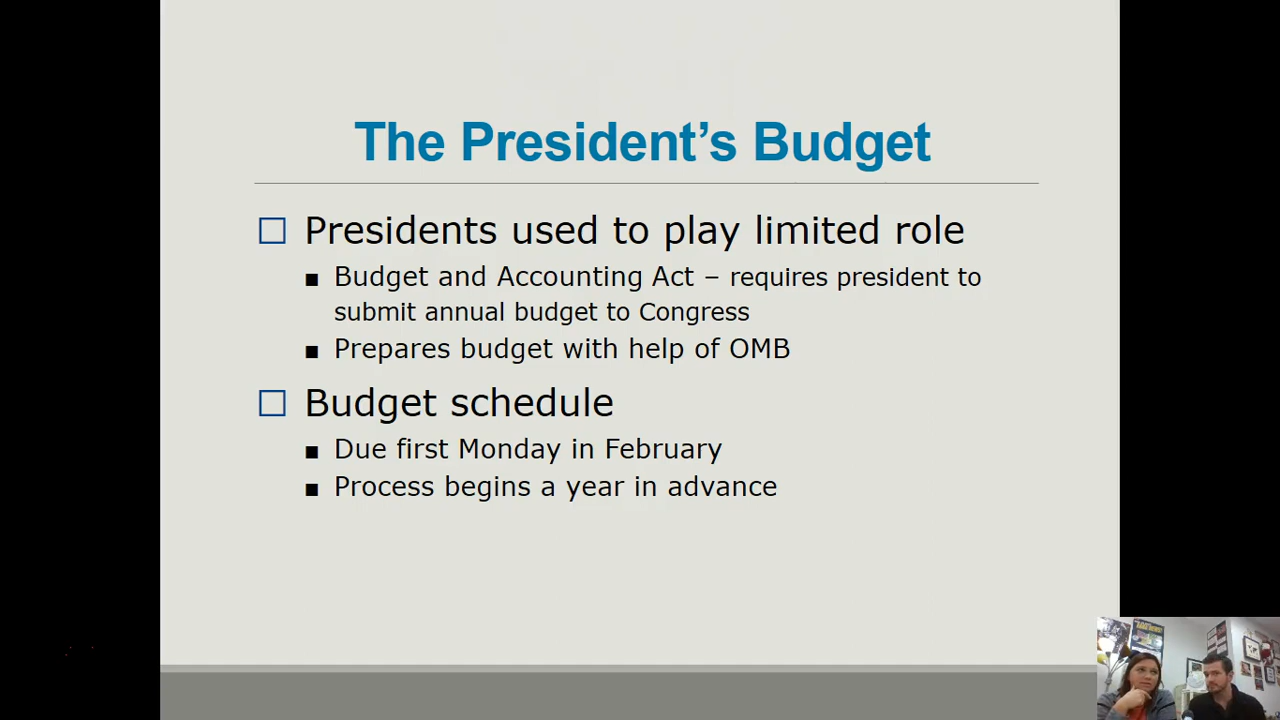 The President’s Budget
Presidents used to play limited role
Budget and Accounting Act – requires president to
submit annual budget to Congress
Prepares budget with help of OMB
Budget schedule
Due first Monday in February
Process begins a year in advance